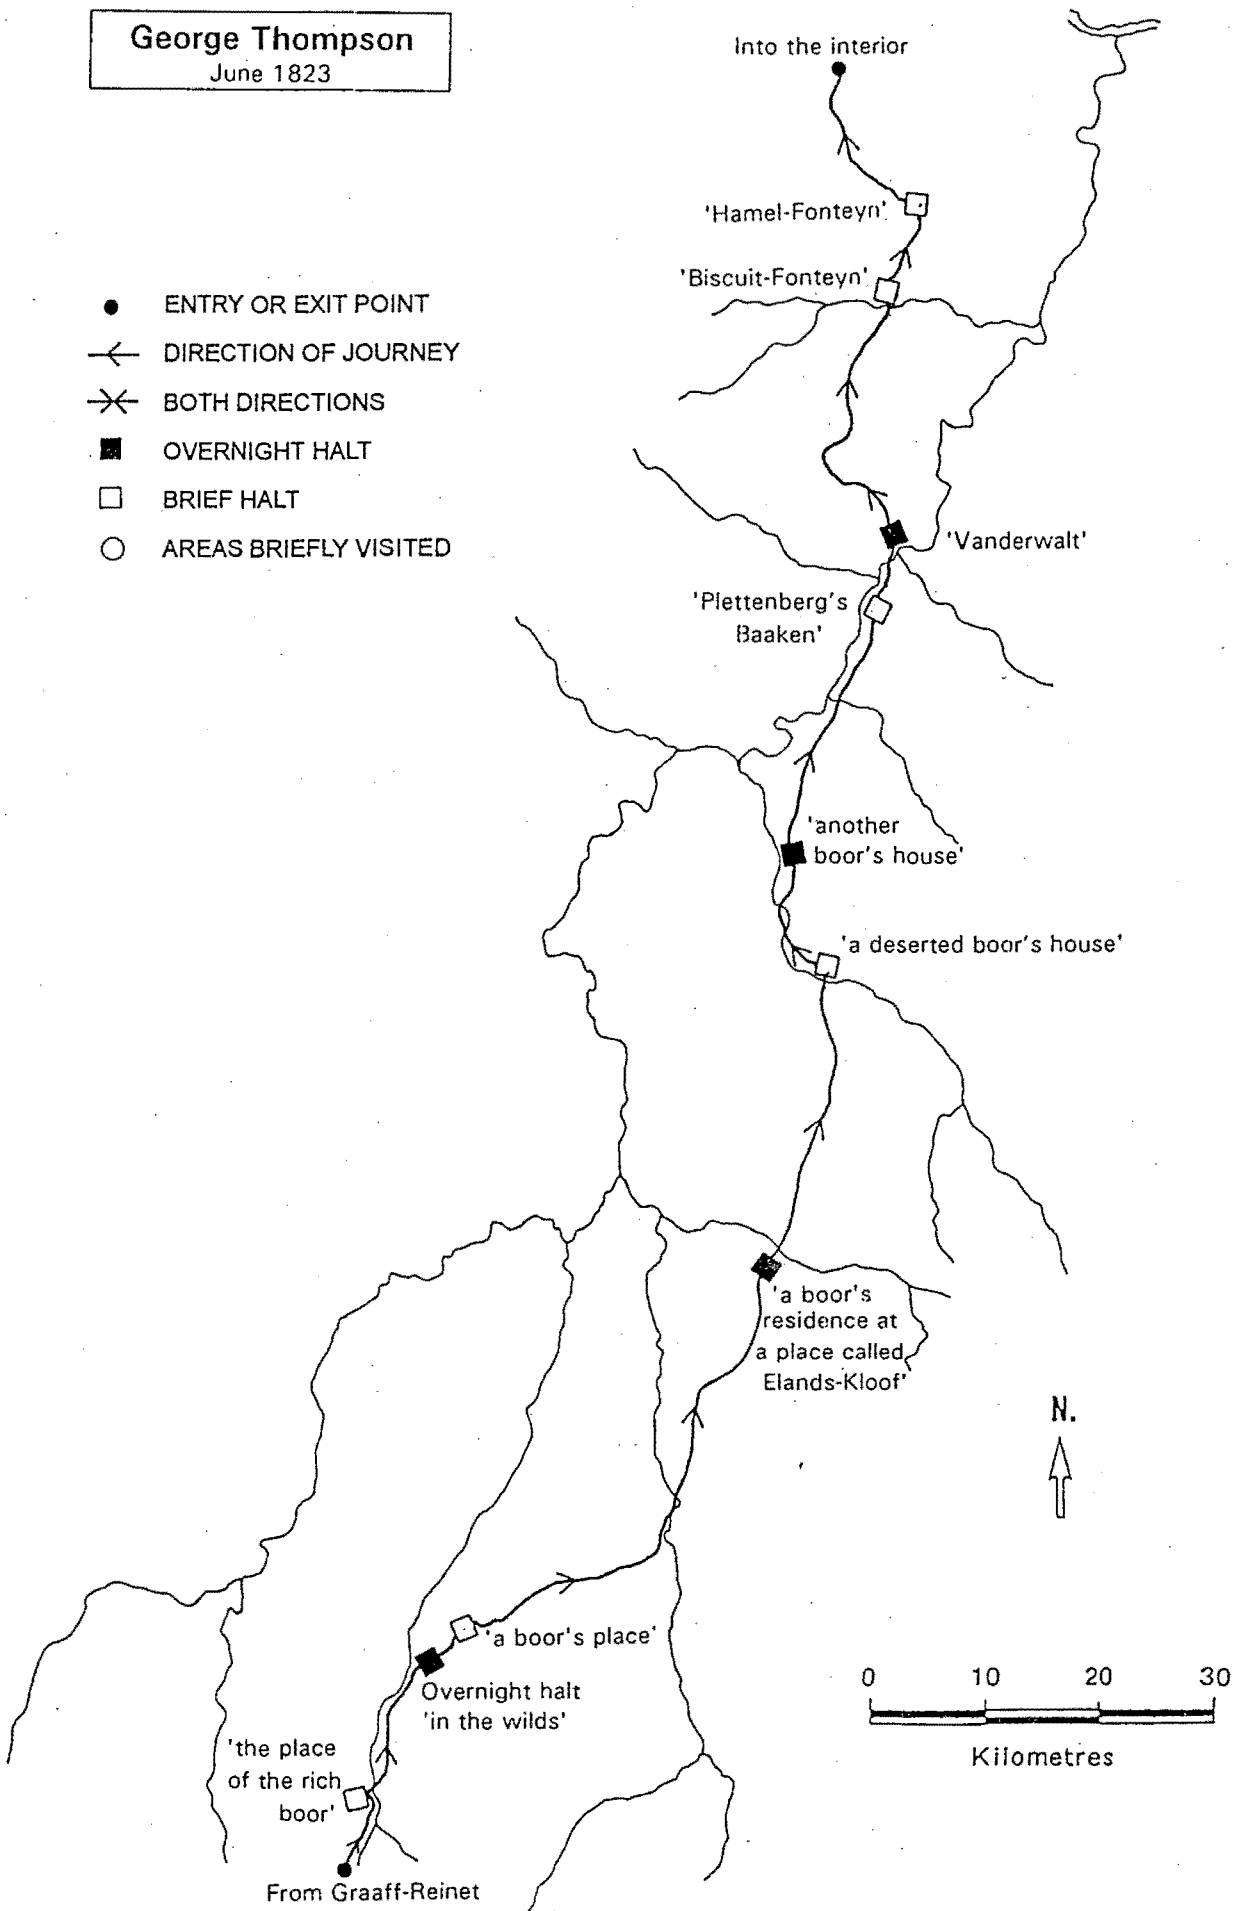 George Thompson
June 1823
Into the interior
'Hamel-Fonteyn'
'Biscuit-Fonteyn'
ENTRY OR EXIT POINT
DIRECTION OF JOURNEY
BOTH DIRECTIONS
OVERNIGHT HALT
BRIEF HALT
AREAS BRIEFLY VISITED
'Vanderwalt'
'Plettenberg's
Baaken'
'another
boor's house'
'a deserted boor's house'
'a boor's
residence at
a place called
Elands-Kloof'
N.
'a boor's place'
Overnight halt
'in the wilds'
0 10 20 30
Kilometres
'the place
of the rich
boor'
From Graaff-Reinet